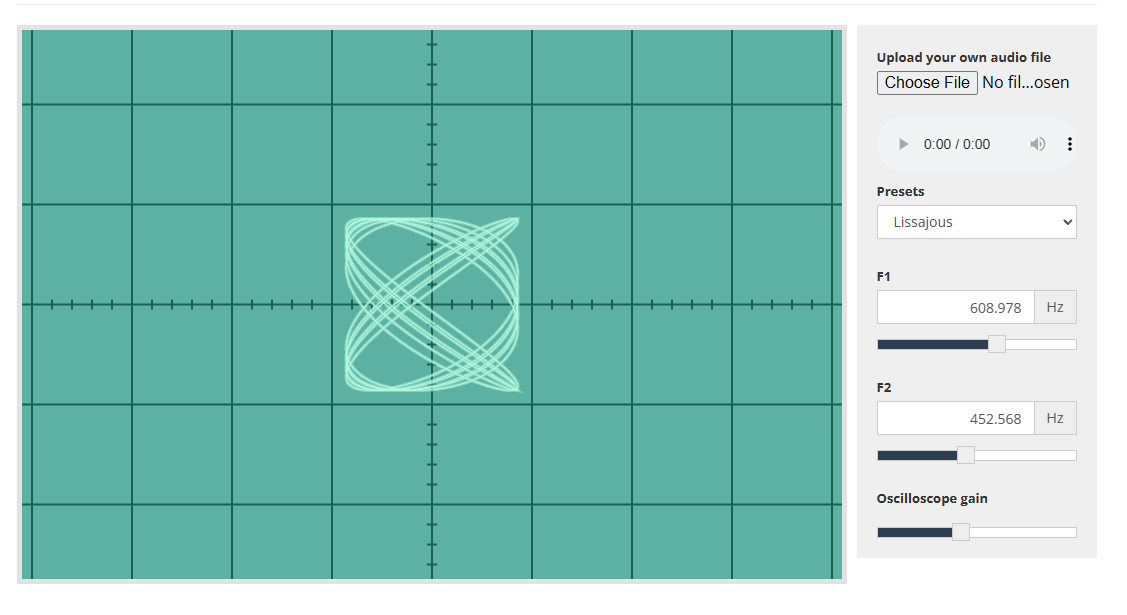 Upload your own audio file
Choose File No fil...osen
0:00 / 0:00
Presets
Lissajous
F1
608.978 Hz
F2
452.568 Hz
Oscilloscope gain